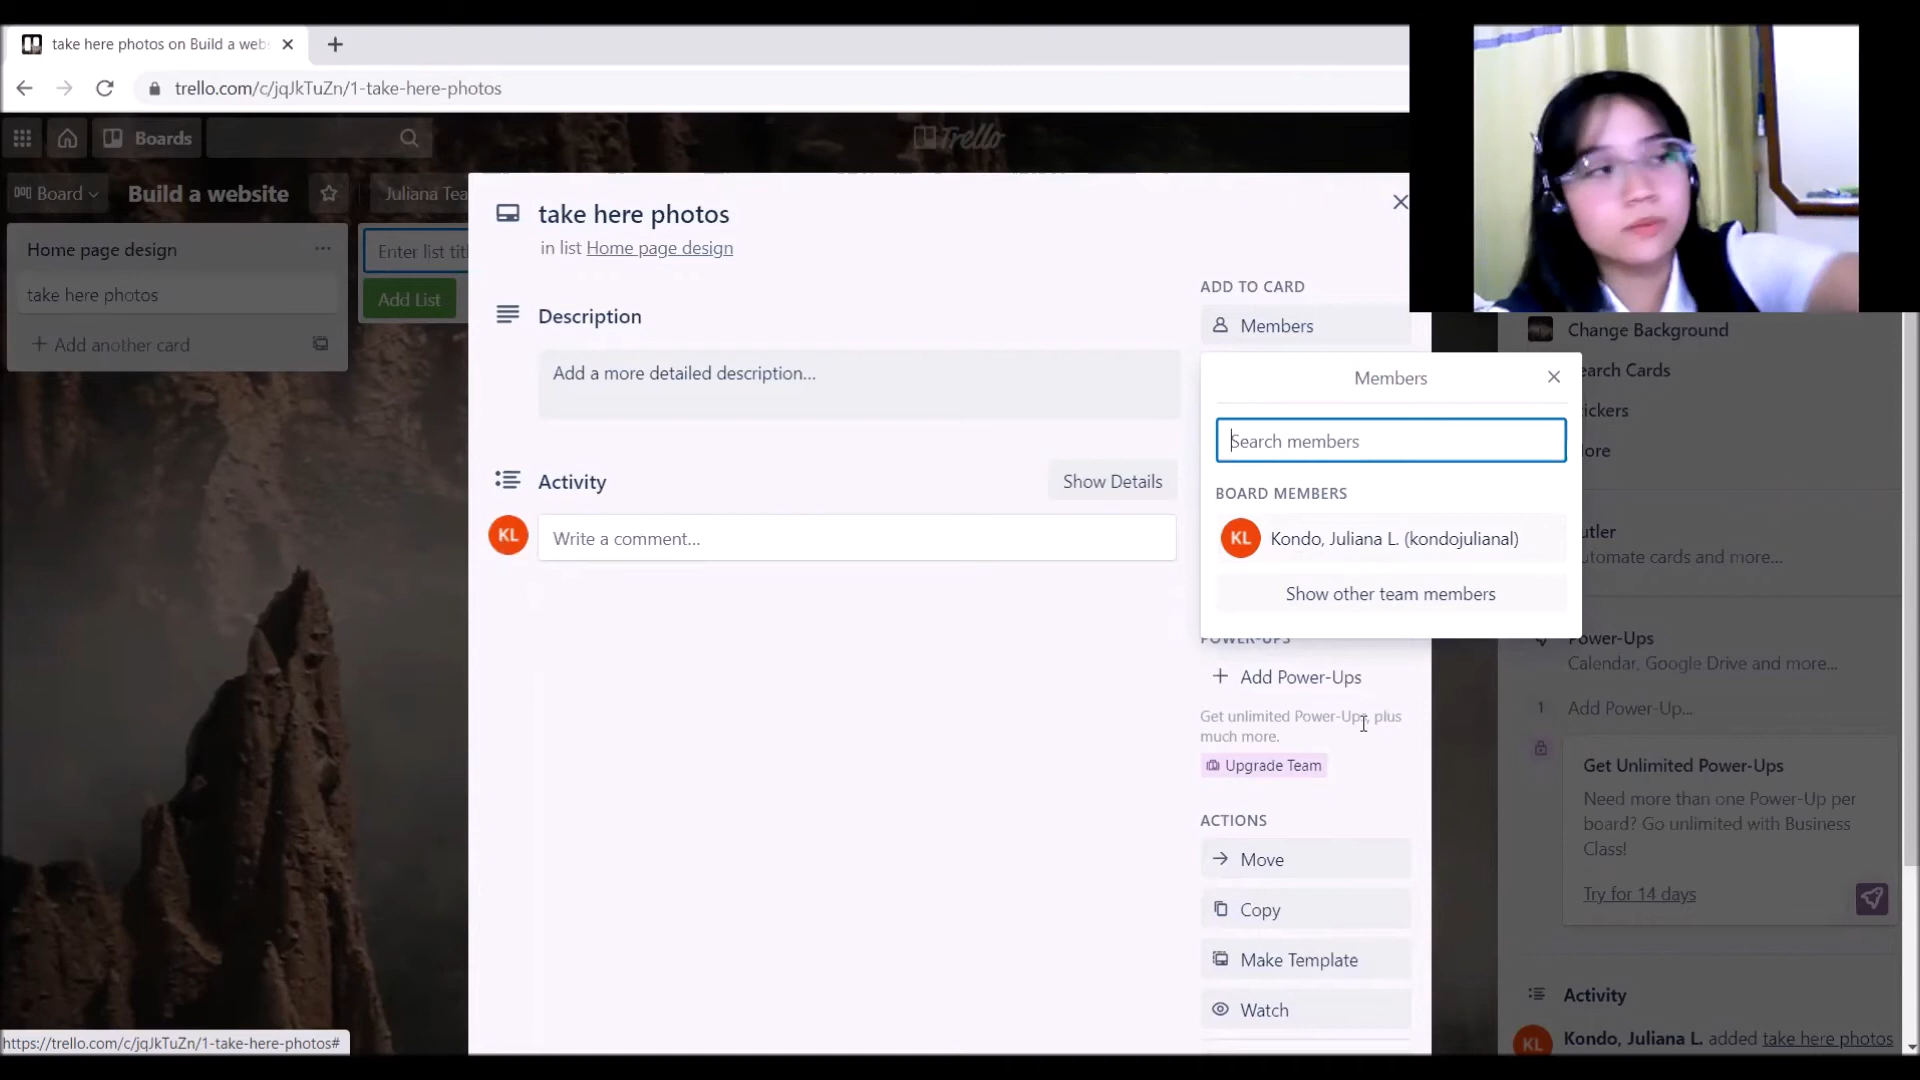 take here photos on Build a web
trello.com/c/jqJkTuZn/1-take-here-photos
Boards
Trello
Board
Build a website
Juliana Tea
Home page design
take here photos
+ Add another card
Enter list titl
Add List
take here photos
in list Home page design
Description
Add a more detailed description...
Activity
Show Details
KL
Write a comment...
ADD TO CARD
Members
Members
Search members
BOARD MEMBERS
KL
Kondo, Juliana L. (kondojulianal)
Show other team members
POWER-UPS
+ Add Power-Ups
Get unlimited Power-Ups, plus
much more.
Upgrade Team
ACTIONS
Move
Copy
Make Template
Watch
Change Background
earch Cards
ickers
ore
utler
utomate cards and more...
Power-Ups
Calendar, Google Drive and more...
1
Add Power-Up...
Get Unlimited Power-Ups
Need more than one Power-Up per
board? Go unlimited with Business
Class!
Try for 14 days
Activity
KL
Kondo, Juliana L. added take here photos
https://trello.com/c/jqJkTuZn/1-take-here-photos#